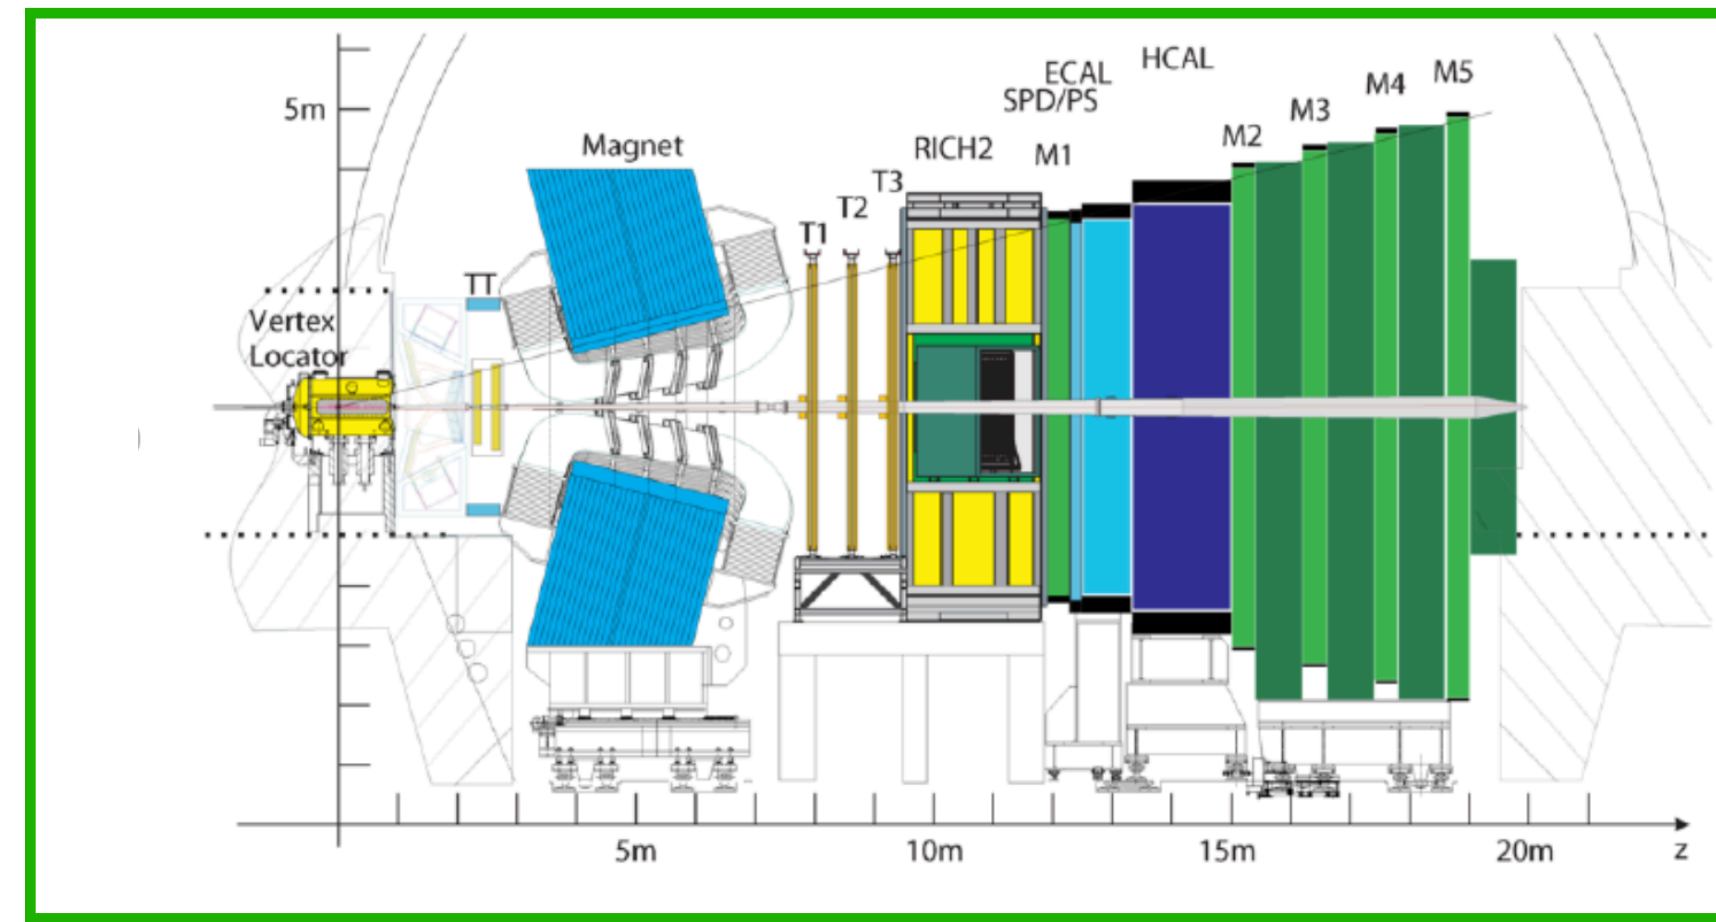 HCAL
ECAL
SPD/PS
M5
M4
M3
M2
M1
5m
Magnet
RICH2
T3
T2
T1
TT
Vertex
Locator
5m
10m
15m
20m
z